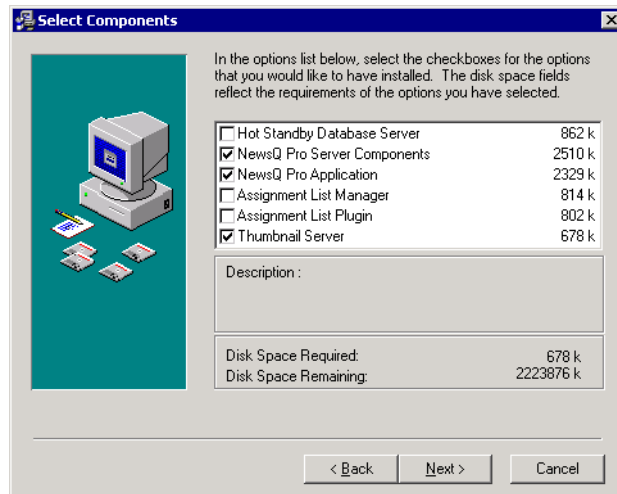 Select Components
In the options list below, select the checkboxes for the options
that you would like to have installed. The disk space fields
reflect the requirements of the options you have selected.
Hot Standby Database Server 862 k
NewsQ Pro Server Components 2510 k
NewsQ Pro Application 2329 k
Assignment List Manager 814 k
Assignment List Plugin 802 k
Thumbnail Server 678 k
Description :
Disk Space Required: 678 k
Disk Space Remaining: 2223876 k
< Back Next > Cancel